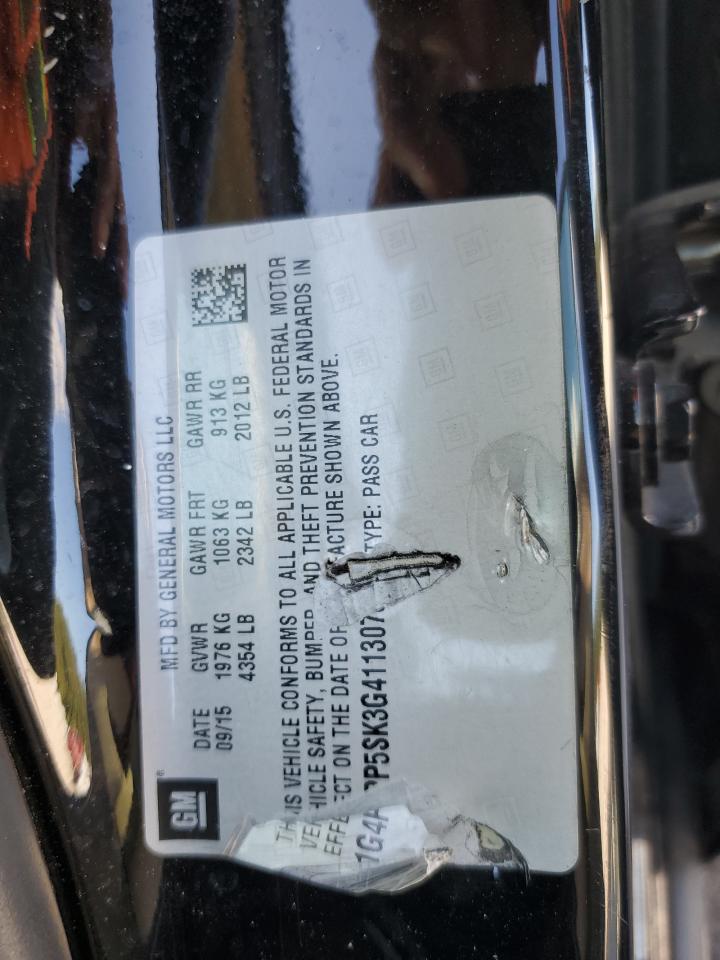 GM
MFD BY GENERAL MOTORS LLC
DATE GVWR GAWR FRT GAWR RR
09/15 1976 KG 1063 KG 913 KG
4354 LB 2342 LB 2012 LB
THIS VEHICLE CONFORMS TO ALL APPLICABLE U.S. FEDERAL MOTOR
VEHICLE SAFETY, BUMPER, AND THEFT PREVENTION STANDARDS IN
EFFECT ON THE DATE OF MANUFACTURE SHOWN ABOVE.
TYPE: PASS CAR